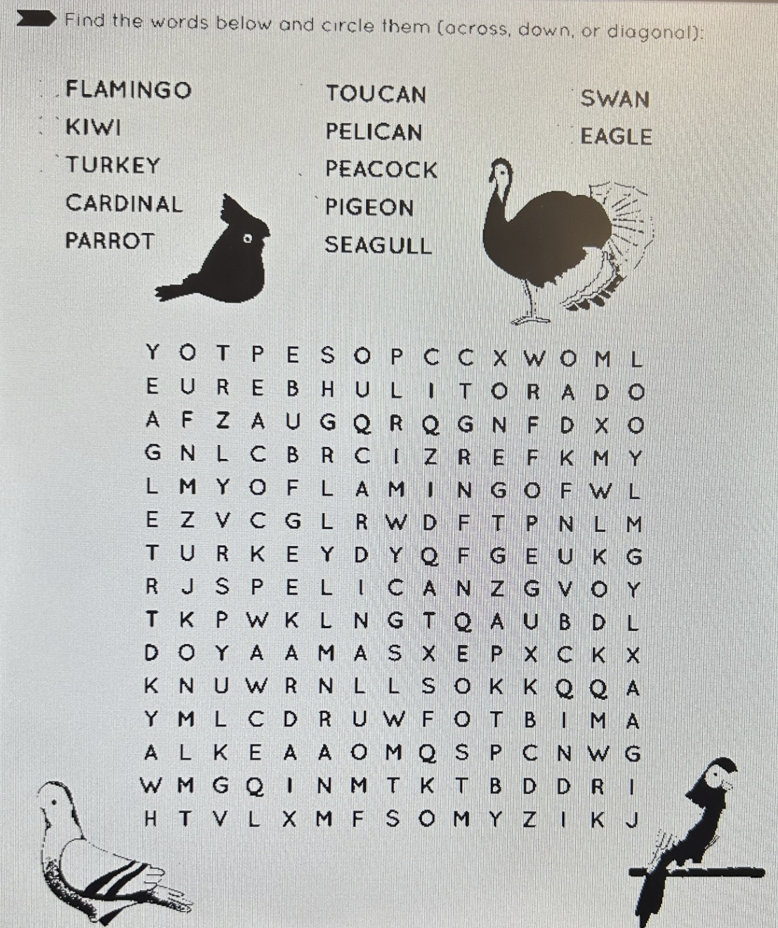 Find the words below and circle them (across, down, or diagonal):
FLAMINGO TOUCAN SWAN
KIWI PELICAN EAGLE
TURKEY PEACOCK
CARDINAL PIGEON
PARROT SEAGULL
Y O T P E S O P C C X W O M L
E U R E B H U L I T O R A D O
A F Z A U G Q R Q G N F D X O
G N L C B R C I Z R E F K M Y
L M Y O F L A M I N G O F W L
E Z V C G L R W D F T P N L M
T U R K E Y D Y Q F G E U K G
R J S P E L I C A N Z G V O Y
T K P W K L N G T Q A U B D L
D O Y A A M A S X E P X C K X
K N U W R N L L S O K K Q Q A
Y M L C D R U W F O T B I M A
A L K E A A O M Q S P C N W G
W M G Q I N M T K T B D D R I
H T V L X M F S O M Y Z I K J